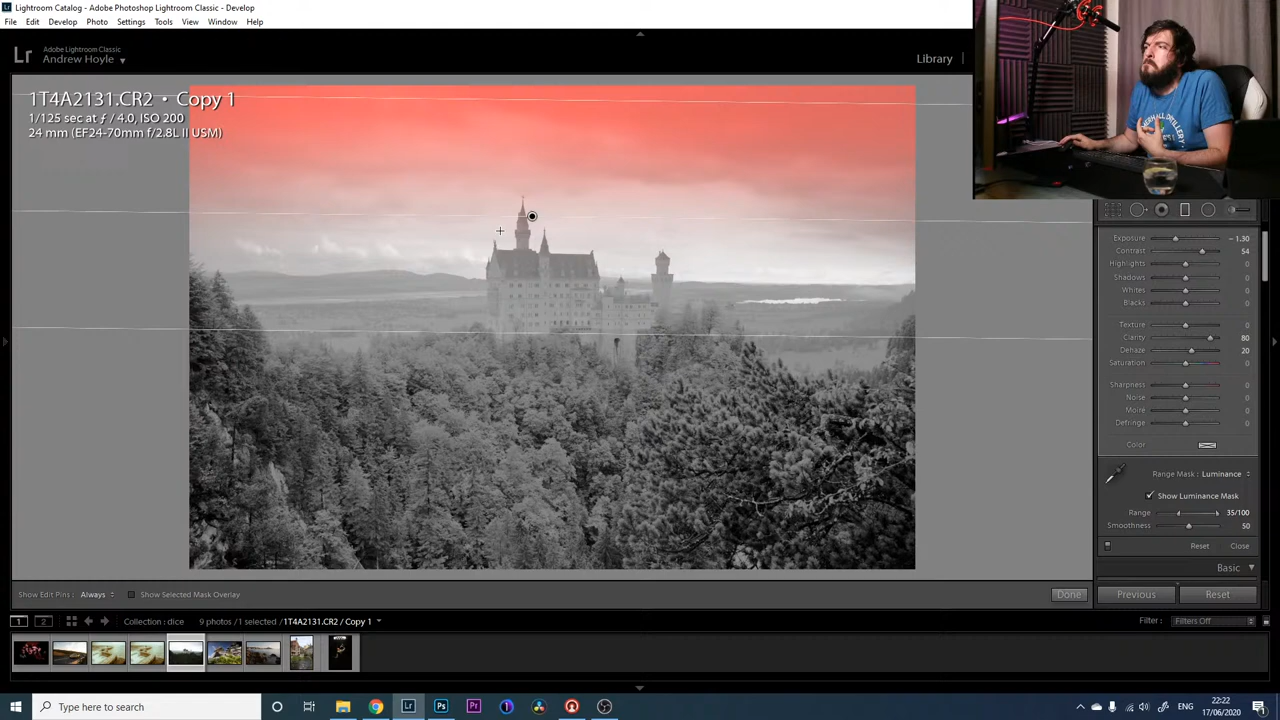 Lightroom Catalog - Adobe Photoshop Lightroom Classic - Develop
File Edit Develop Photo Settings Tools View Window Help
Lr
Adobe Lightroom Classic
Andrew Hoyle
Library
1T4A2131.CR2 • Copy 1
1/125 sec at ƒ / 4.0, ISO 200
24 mm (EF24-70mm f/2.8L II USM)
Exposure - 1.30
Contrast 54
Highlights 0
Shadows 0
Whites 0
Blacks 0
Texture 0
Clarity 80
Dehaze 20
Saturation 0
Sharpness 0
Noise 0
Moire 0
Defringe 0
Color
Range Mask : Luminance
Show Luminance Mask
Range 35/100
Smoothness 50
Reset Close
Basic
Show Edit Pins : Always Show Selected Mask Overlay Done
Previous Reset
1 2 Collection : dice 9 photos / 1 selected / 1T4A2131.CR2 / Copy 1 Filter : Filters Off
Type here to search
Lr Ps Pr
22:22
17/06/2020